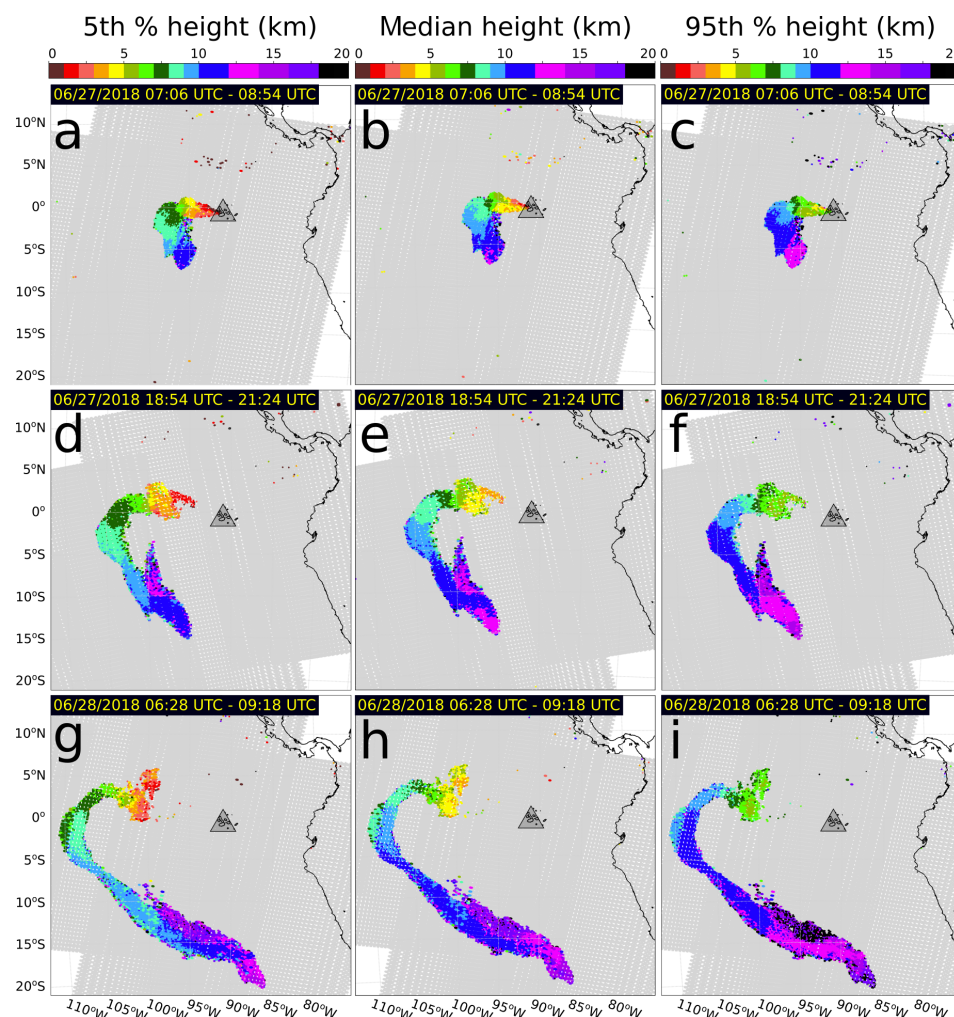 5th % height (km) Median height (km) 95th % height (km)
0 5 10 15 20 0 5 10 15 20 0 5 10 15 2
06/27/2018 07:06 UTC - 08:54 UTC 06/27/2018 07:06 UTC - 08:54 UTC 06/27/2018 07:06 UTC - 08:54 UTC
a b c
10°N
5°N
0°
5°S
10°S
15°S
20°S
06/27/2018 18:54 UTC - 21:24 UTC 06/27/2018 18:54 UTC - 21:24 UTC 06/27/2018 18:54 UTC - 21:24 UTC
d e f
10°N
5°N
0°
5°S
10°S
15°S
20°S
06/28/2018 06:28 UTC - 09:18 UTC 06/28/2018 06:28 UTC - 09:18 UTC 06/28/2018 06:28 UTC - 09:18 UTC
g h i
10°N
5°N
0°
5°S
10°S
15°S
20°S
110°W 105°W 100°W 95°W 90°W 85°W 80°W 110°W 105°W 100°W 95°W 90°W 85°W 80°W 110°W 105°W 100°W 95°W 90°W 85°W 80°W